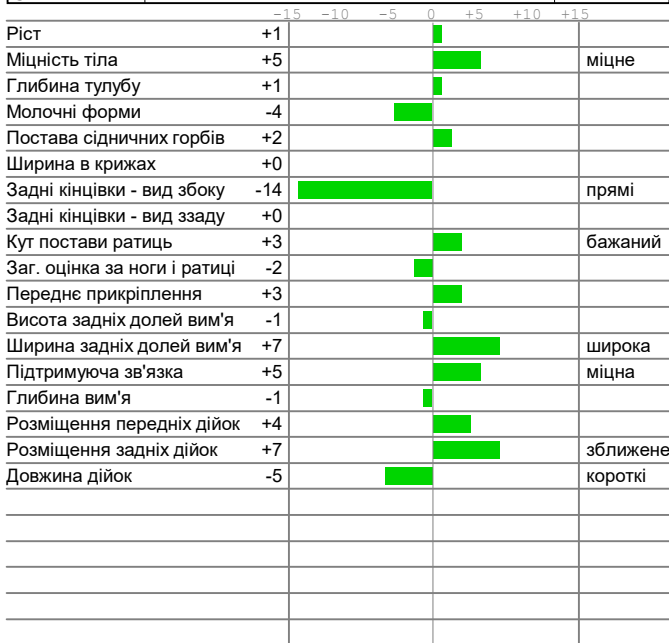 -15 -10 -5 0 +5 +10 +15
Ріст +1
Міцність тіла +5 міцне
Глибина тулубу +1
Молочні форми -4
Постава сідничних горбів +2
Ширина в крижах +0
Задні кінцівки - вид збоку -14 прямі
Задні кінцівки - вид ззаду +0
Кут постави ратиць +3 бажаний
Заг. оцінка за ноги і ратиці -2
Переднє прикріплення +3
Висота задніх долей вим'я -1
Ширина задніх долей вим'я +7 широка
Підтримуюча зв'язка +5 міцна
Глибина вим'я -1
Розміщення передніх дійок +4
Розміщення задніх дійок +7 зближене
Довжина дійок -5 короткі